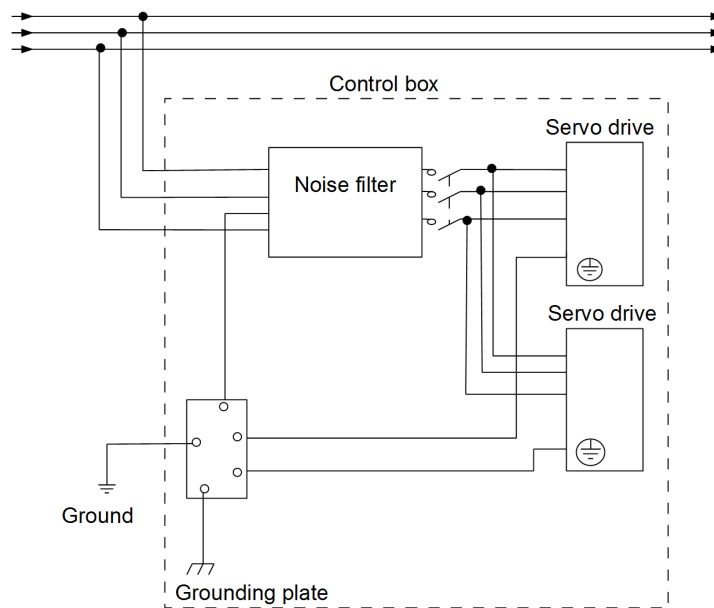 Control box
Servo drive
Noise filter
Servo drive
Ground
Grounding plate